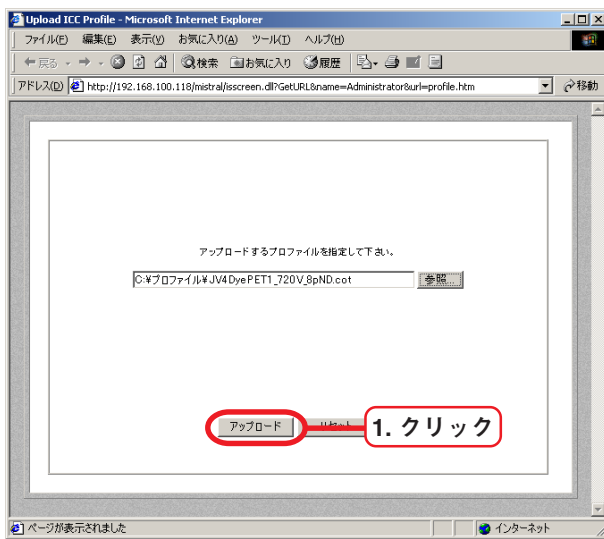 Upload ICC Profile - Microsoft Internet Explorer
ファイル(F) 編集(E) 表示(V) お気に入り(A) ツール(T) ヘルプ(H)
戻る 検索 お気に入り 履歴
アドレス(D) http://192.168.100.118/mistral/isscreen.dll?GetURL&name=Administrator&url=profile.htm 移動
アップロードするプロファイルを指定して下さい。
C:¥プロファイル¥JV4DyePET1_720V_8pND.cot 参照...
アップロード リセット 1. クリック
ページが表示されました インターネット